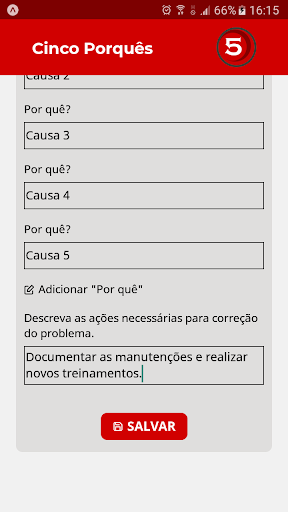 66% 16:15
Cinco Porquês
5
Causa 2
Por quê?
Causa 3
Por quê?
Causa 4
Por quê?
Causa 5
Adicionar "Por quê"
Descreva as ações necessárias para correção
do problema.
Documentar as manutenções e realizar
novos treinamentos.
SALVAR